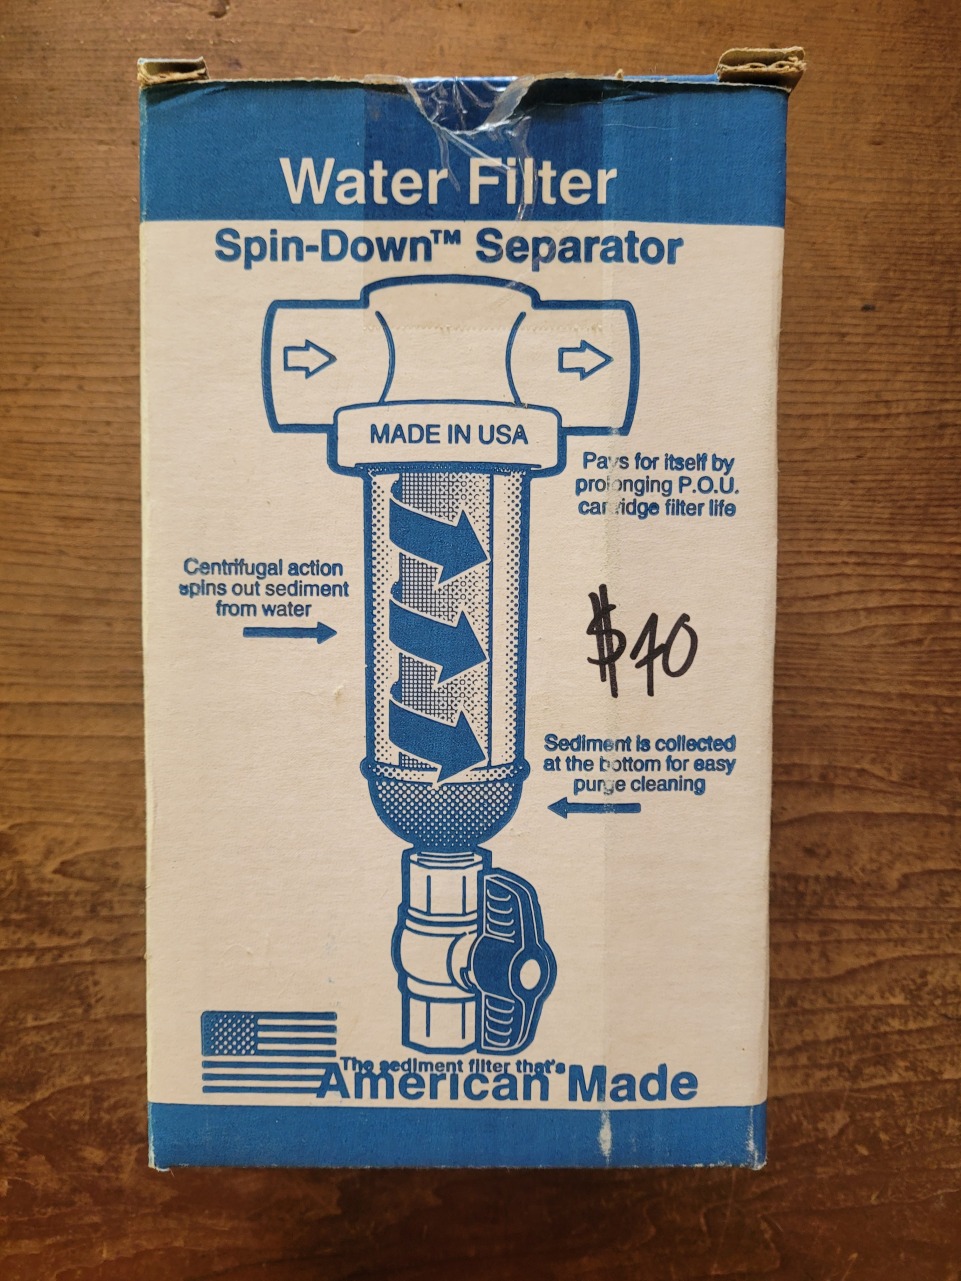 Water Filter
Spin-Down™ Separator
MADE IN USA
Pays for itself by
prolonging P.O.U.
cartridge filter life
Centrifugal action
spins out sediment
from water
$40
Sediment is collected
at the bottom for easy
purge cleaning
The sediment filter that's
American Made